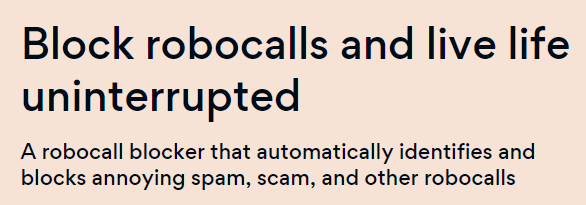 Block robocalls and live life
uninterrupted
A robocall blocker that automatically identifies and
blocks annoying spam, scam, and other robocalls